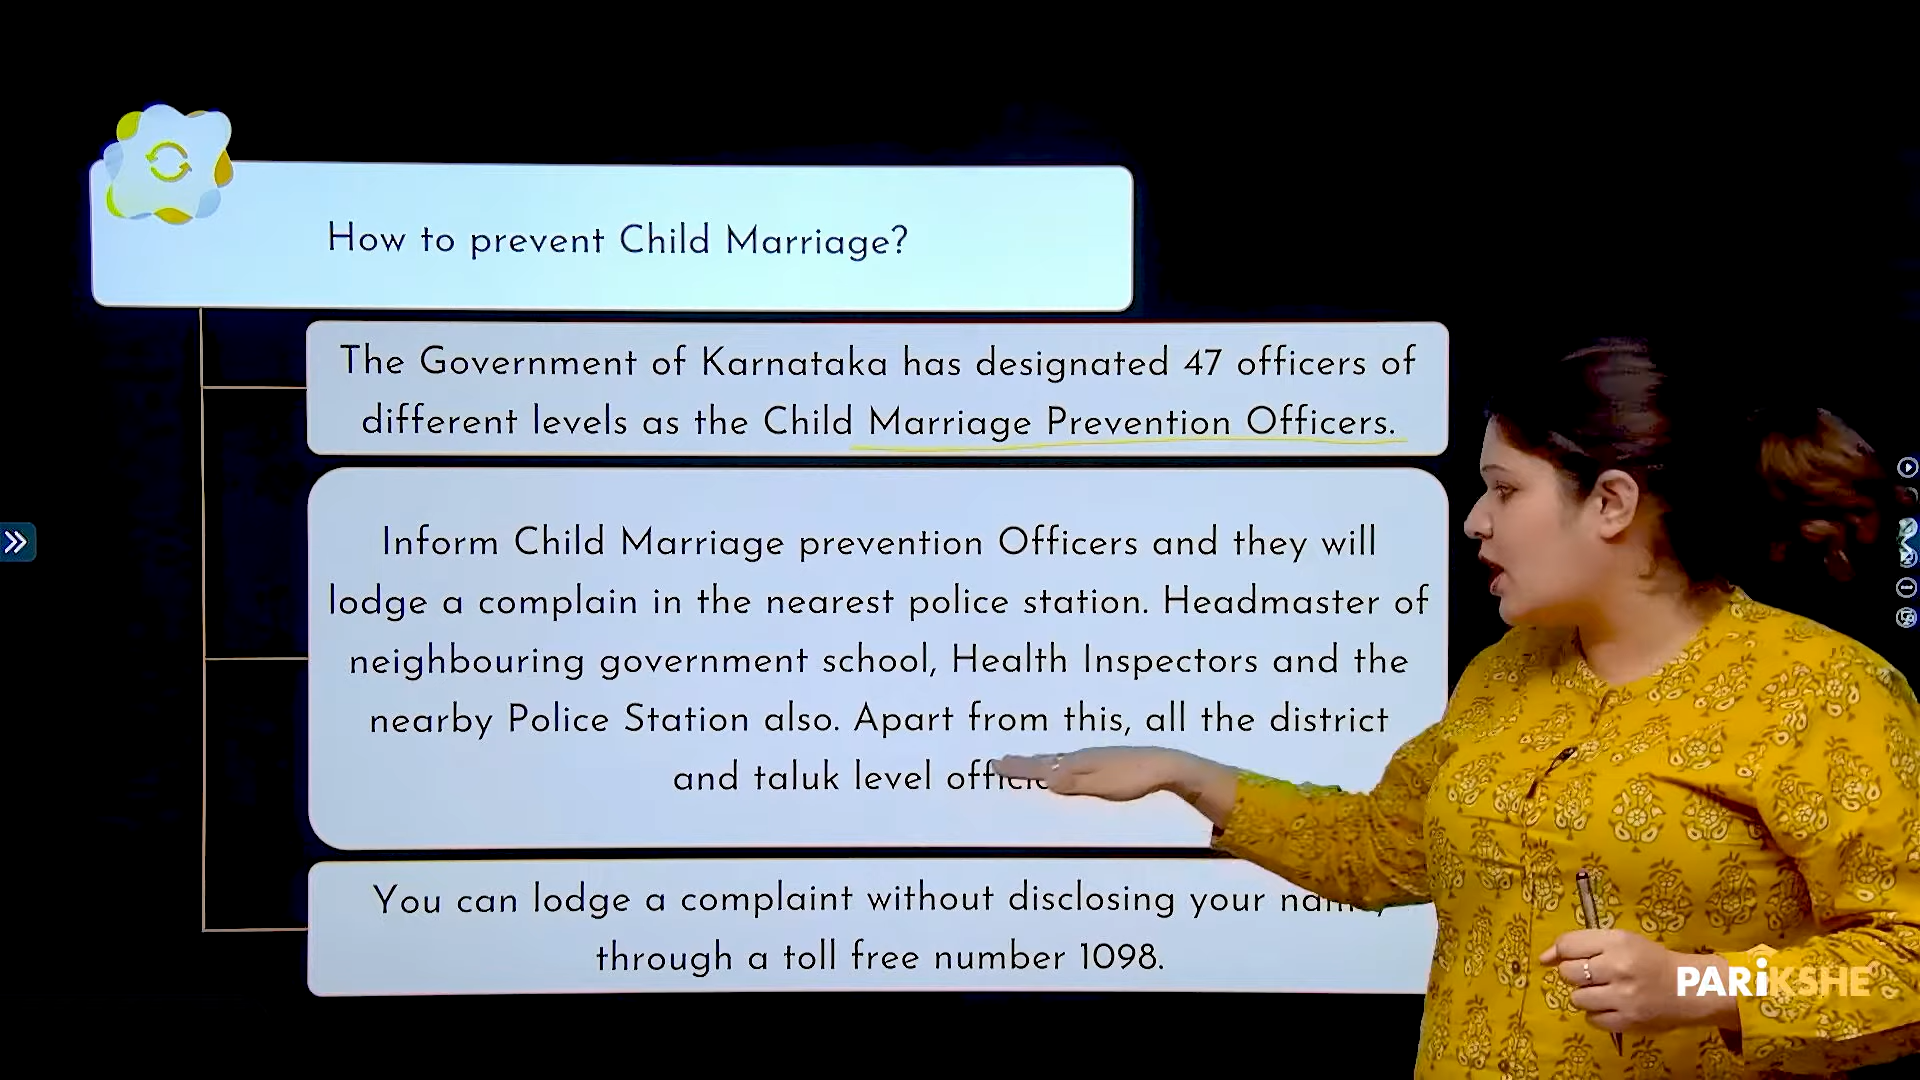 How to prevent Child Marriage?
The Government of Karnataka has designated 47 officers of
different levels as the Child Marriage Prevention Officers.
Inform Child Marriage prevention Officers and they will
lodge a complain in the nearest police station. Headmaster of
neighbouring government school, Health Inspectors and the
nearby Police Station also. Apart from this, all the district
and taluk level
You can lodge a complaint without disclosing your name,
through a toll free number 1098.
PARiKSHE